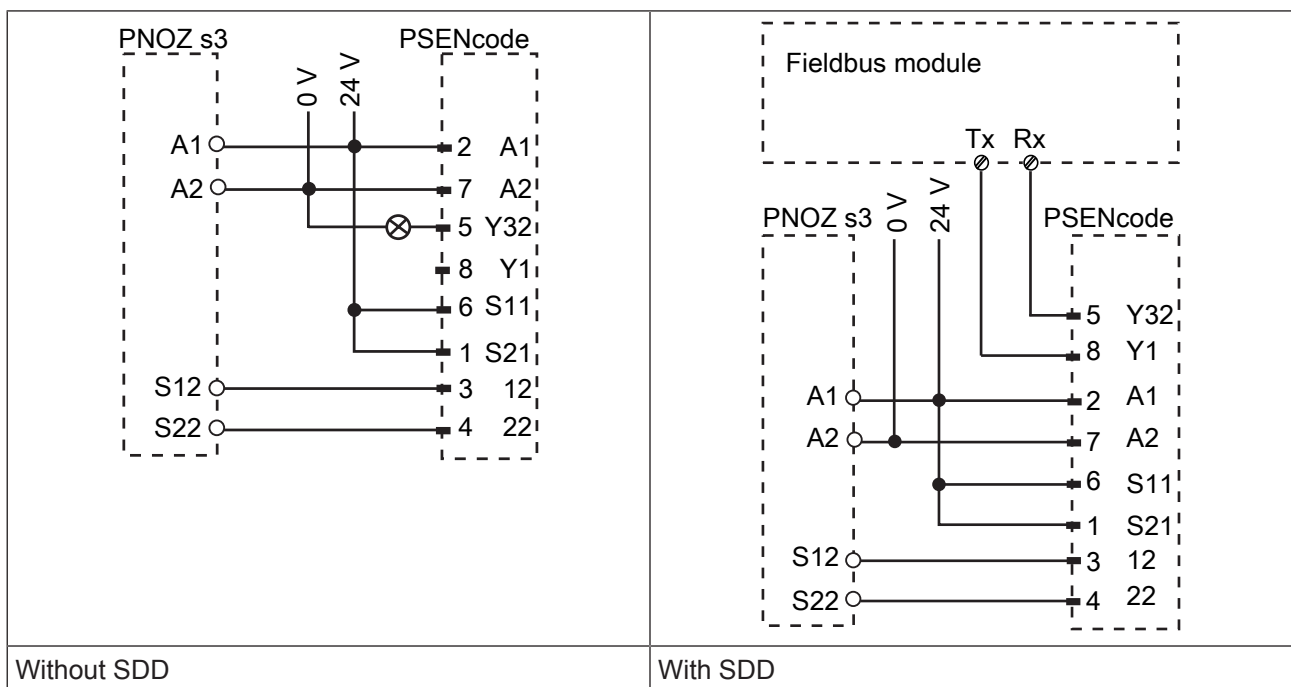 PNOZ s3
PSENcode
0 V
24 V
A1
2 A1
A2
7 A2
5 Y32
8 Y1
6 S11
1 S21
S12
3 12
S22
4 22
Without SDD
Fieldbus module
Tx Rx
PNOZ s3
0 V
24 V
PSENcode
5 Y32
8 Y1
A1
2 A1
A2
7 A2
6 S11
1 S21
S12
3 12
S22
4 22
With SDD